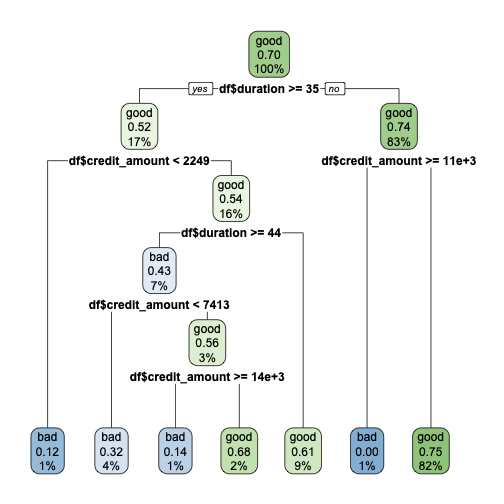 good
0.70
100%
yes df$duration >= 35 no
good
0.52
17%
good
0.74
83%
df$credit_amount < 2249
df$credit_amount >= 11e+3
good
0.54
16%
df$duration >= 44
bad
0.43
7%
df$credit_amount < 7413
good
0.56
3%
df$credit_amount >= 14e+3
bad
0.12
1%
bad
0.32
4%
bad
0.14
1%
good
0.68
2%
good
0.61
9%
bad
0.00
1%
good
0.75
82%